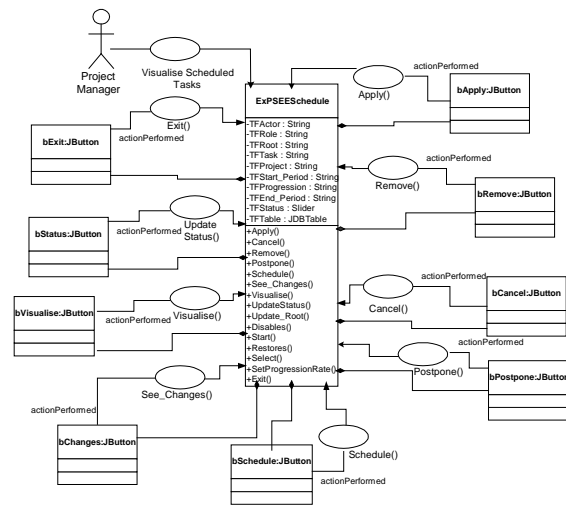 Project
Manager
Visualise Scheduled
Tasks
actionPerformed
Apply()
bApply:JButton
ExPSEESchedule
-TFActor : String
-TFRole : String
-TFRoot : String
-TFTask : String
-TFProject : String
-TFStart_Period : String
-TFProgression : String
-TFEnd_Period : String
-TFStatus : Slider
-TFTable : JDBTable
+Apply()
+Cancel()
+Remove()
+Postpone()
+Schedule()
+See_Changes()
+Visualise()
+UpdateStatus()
+Update_Root()
+Disables()
+Start()
+Restores()
+Select()
+SetProgressionRate()
+Exit()
Exit()
actionPerformed
bExit:JButton
actionPerformed
Remove()
bRemove:JButton
Update
Status()
actionPerformed
bStatus:JButton
actionPerformed
Cancel()
bCancel:JButton
Visualise()
actionPerformed
bVisualise:JButton
actionPerformed
Postpone()
bPostpone:JButton
See_Changes()
actionPerformed
bChanges:JButton
bSchedule:JButton
Schedule()
actionPerformed